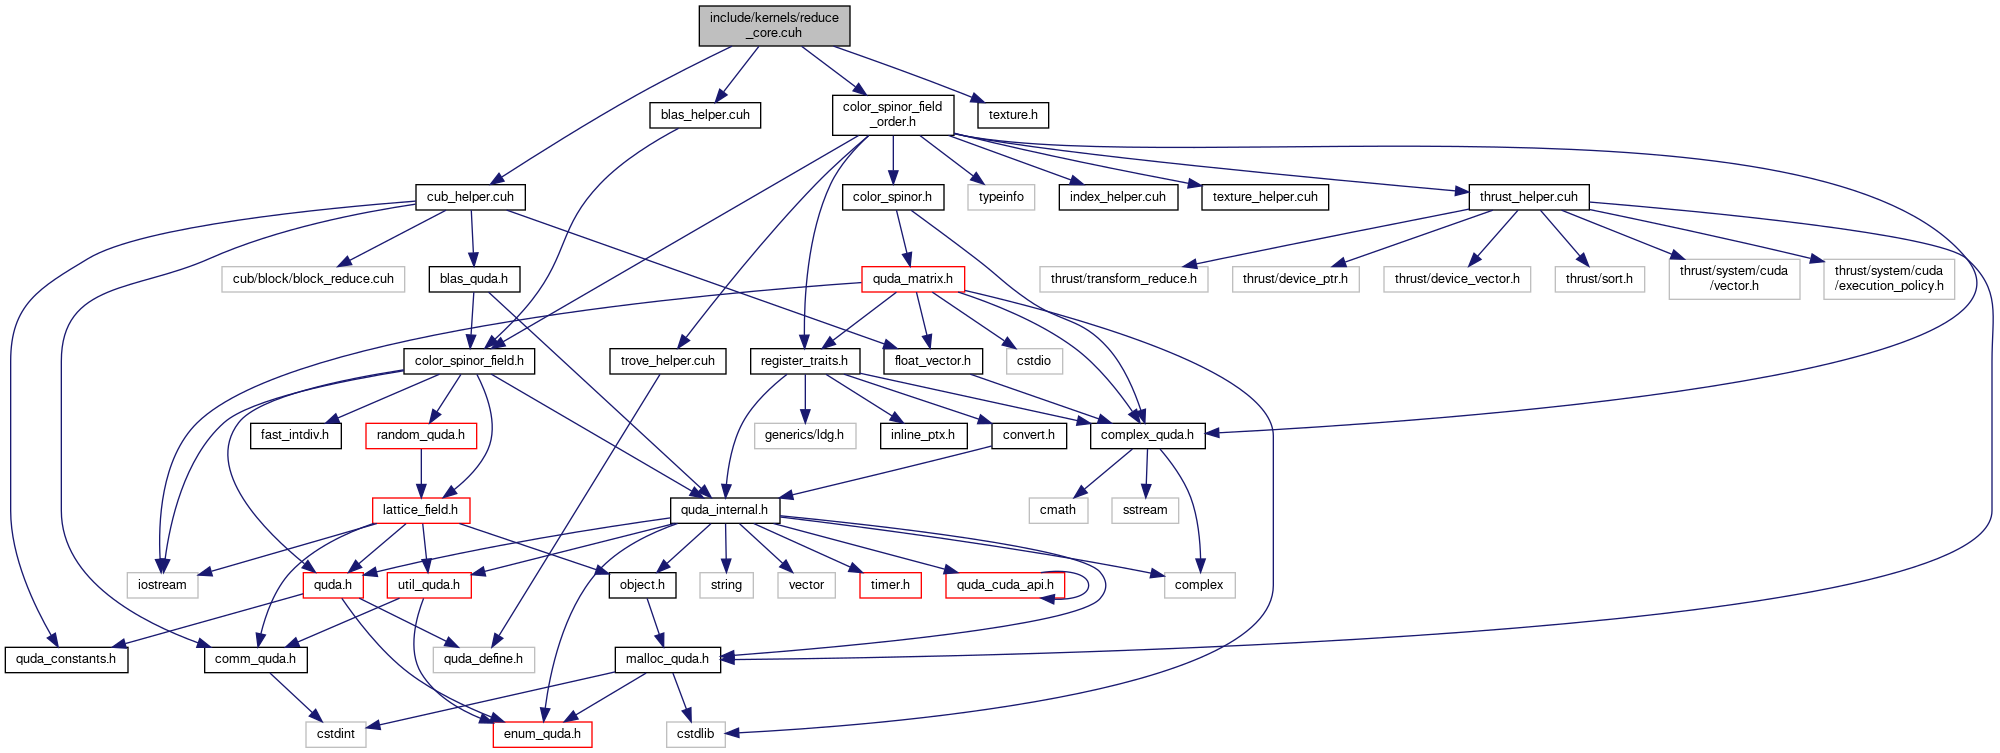 include/kernels/reduce
_core.cuh
blas_helper.cuh
color_spinor_field
_order.h
texture.h
cub_helper.cuh
color_spinor.h
typeinfo
index_helper.cuh
texture_helper.cuh
thrust_helper.cuh
cub/block/block_reduce.cuh
blas_quda.h
quda_matrix.h
thrust/transform_reduce.h
thrust/device_ptr.h
thrust/device_vector.h
thrust/sort.h
thrust/system/cuda
/vector.h
thrust/system/cuda
/execution_policy.h
color_spinor_field.h
trove_helper.cuh
register_traits.h
float_vector.h
cstdio
fast_intdiv.h
random_quda.h
generics/ldg.h
inline_ptx.h
convert.h
complex_quda.h
lattice_field.h
quda_internal.h
cmath
sstream
iostream
quda.h
util_quda.h
object.h
string
vector
timer.h
quda_cuda_api.h
complex
quda_constants.h
comm_quda.h
quda_define.h
malloc_quda.h
cstdint
enum_quda.h
cstdlib